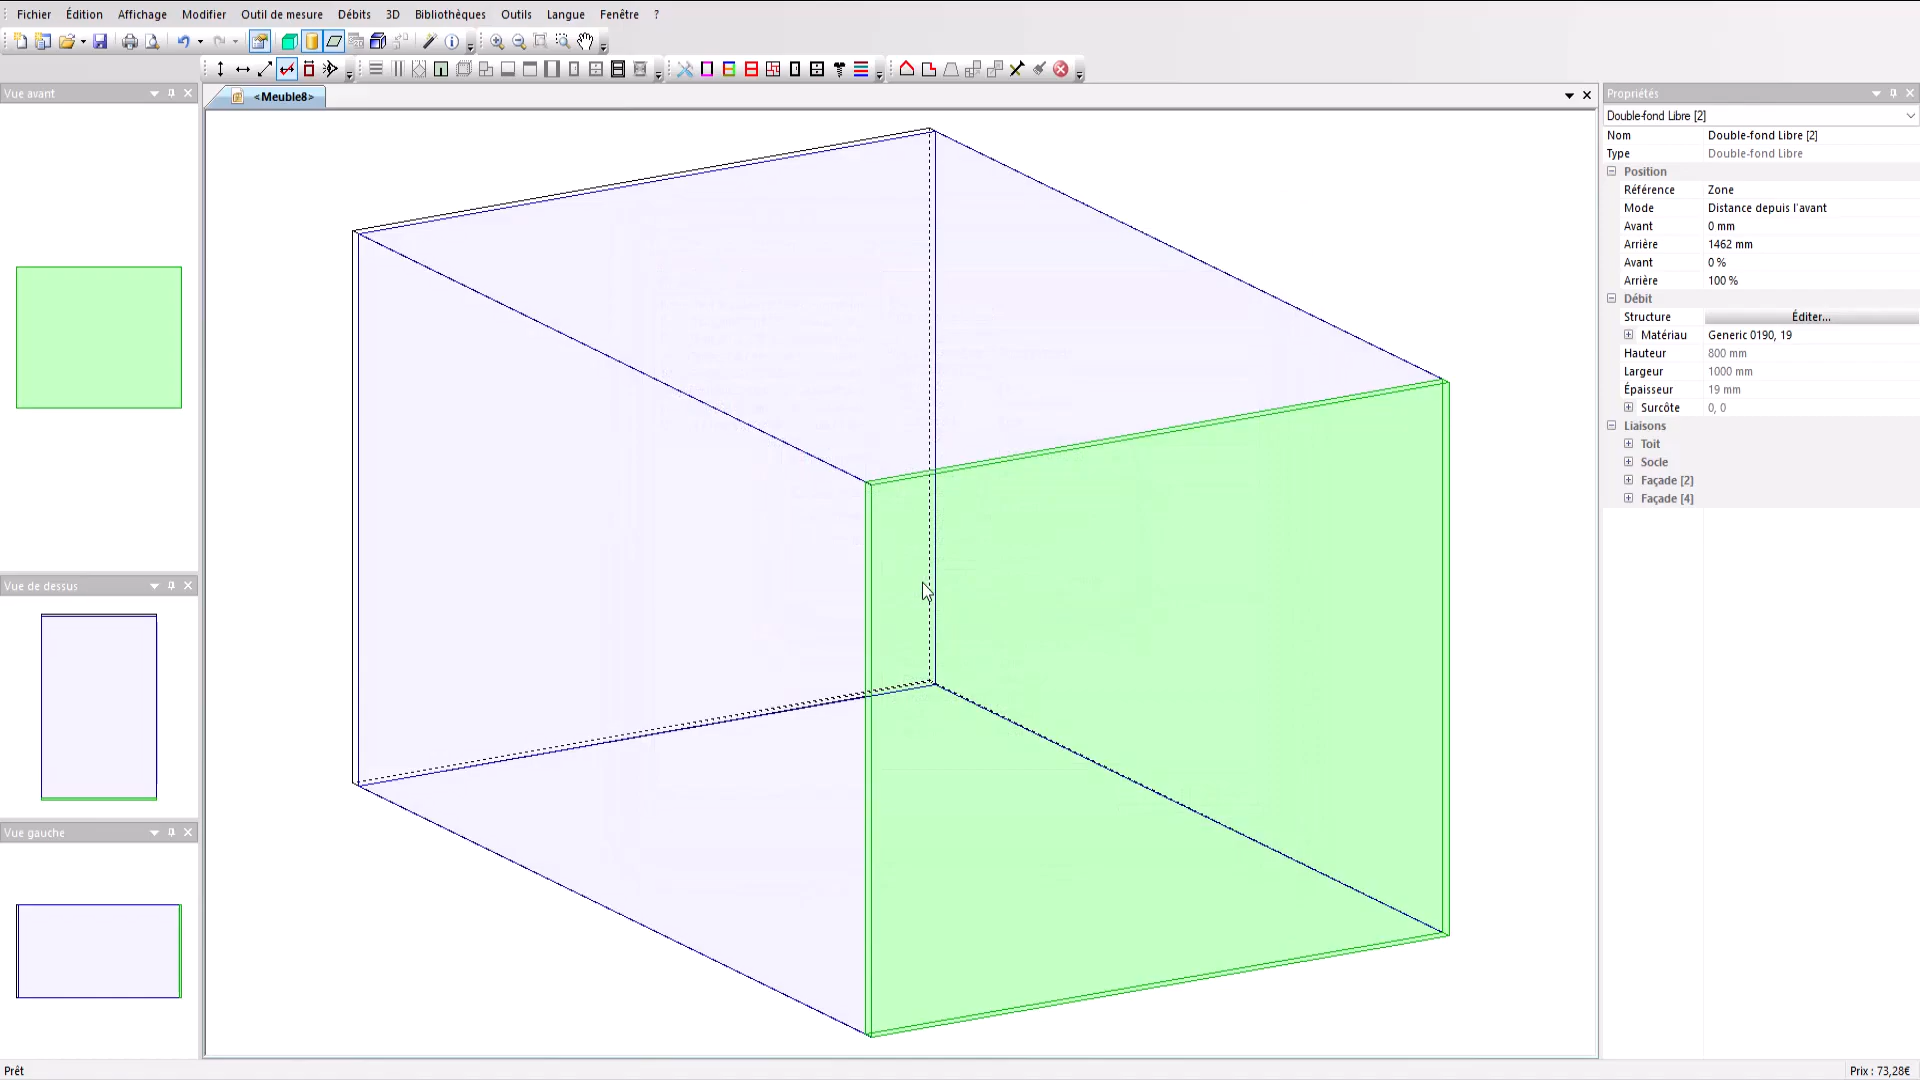 Fichier Édition Affichage Modifier Outil de mesure Débits 3D Bibliothèques Outils Langue Fenêtre ?
Vue avant
<Meuble8>
Vue de dessus
Vue gauche
Propriétés
Double-fond Libre [2]
Nom Double-fond Libre [2]
Type Double-fond Libre
Position
Référence Zone
Mode Distance depuis l'avant
Avant 0 mm
Arrière 1462 mm
Avant 0 %
Arrière 100 %
Débit
Structure Éditer...
Matériau Generic 0190, 19
Hauteur 800 mm
Largeur 1000 mm
Épaisseur 19 mm
Surcôte 0, 0
Liaisons
Toit
Socle
Façade [2]
Façade [4]
Prêt
Prix : 73,28€